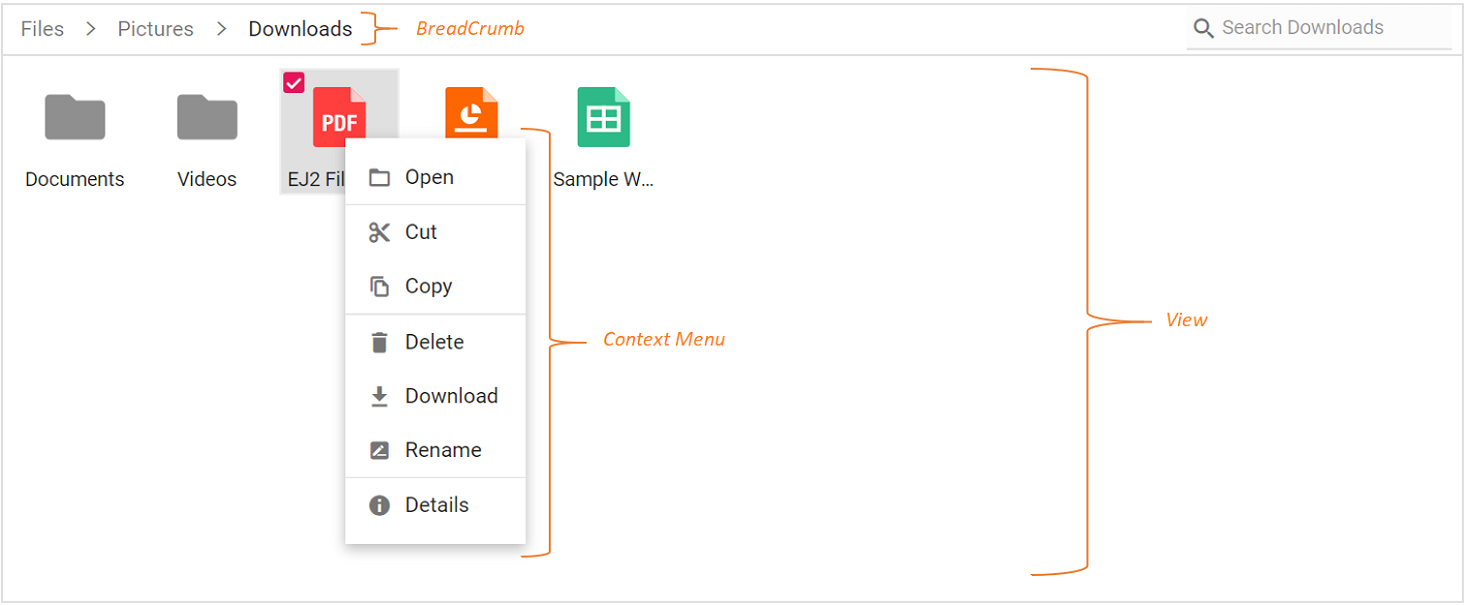 Files > Pictures > Downloads
BreadCrumb
Search Downloads
PDF
Documents
Videos
EJ2 Fil
Sample W...
Open
Cut
Copy
Delete
Download
Rename
Details
Context Menu
View